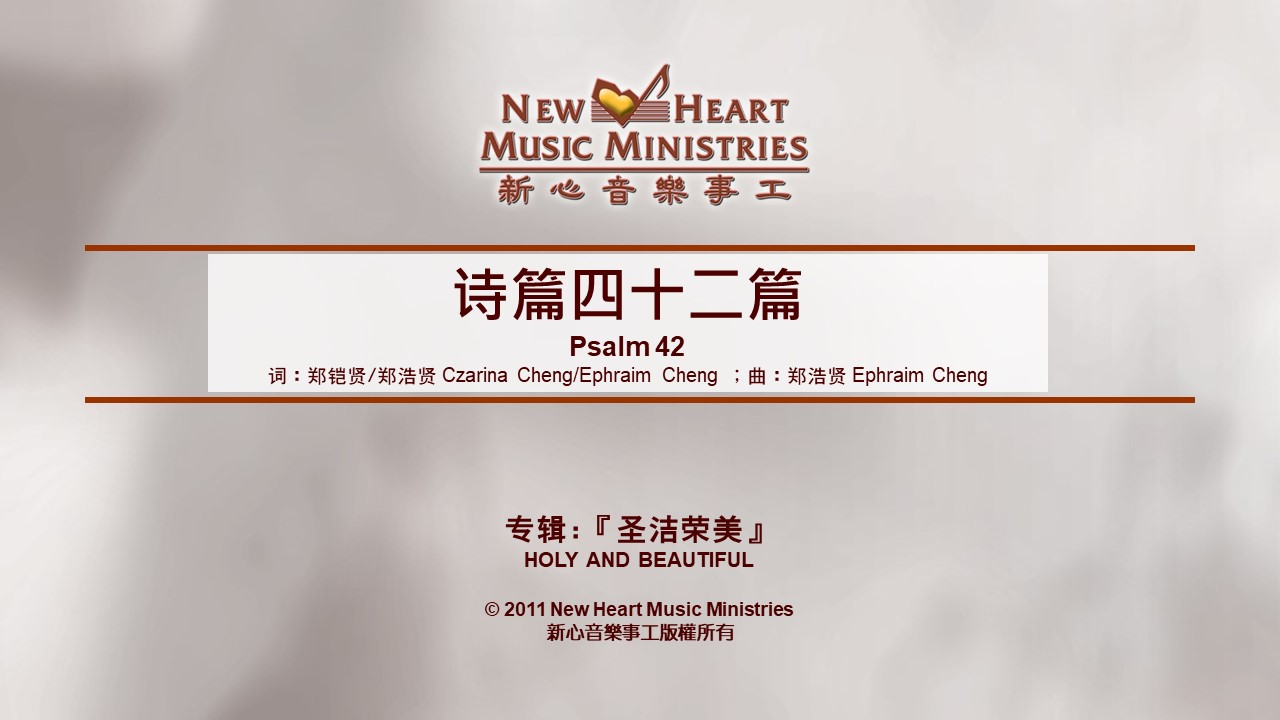 NEW HEART
MUSIC MINISTRIES
新心音樂事工
诗篇四十二篇
Psalm 42
词：郑铠贤/郑浩贤 Czarina Cheng/Ephraim Cheng ；曲：郑浩贤 Ephraim Cheng
专辑:『圣洁荣美』
HOLY AND BEAUTIFUL
© 2011 New Heart Music Ministries
新心音樂事工版權所有